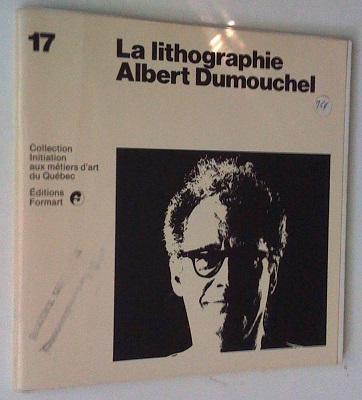 17
La lithographie
Albert Dumouchel
Collection
Initiation
aux métiers d'art
du Québec
Éditions
Formart